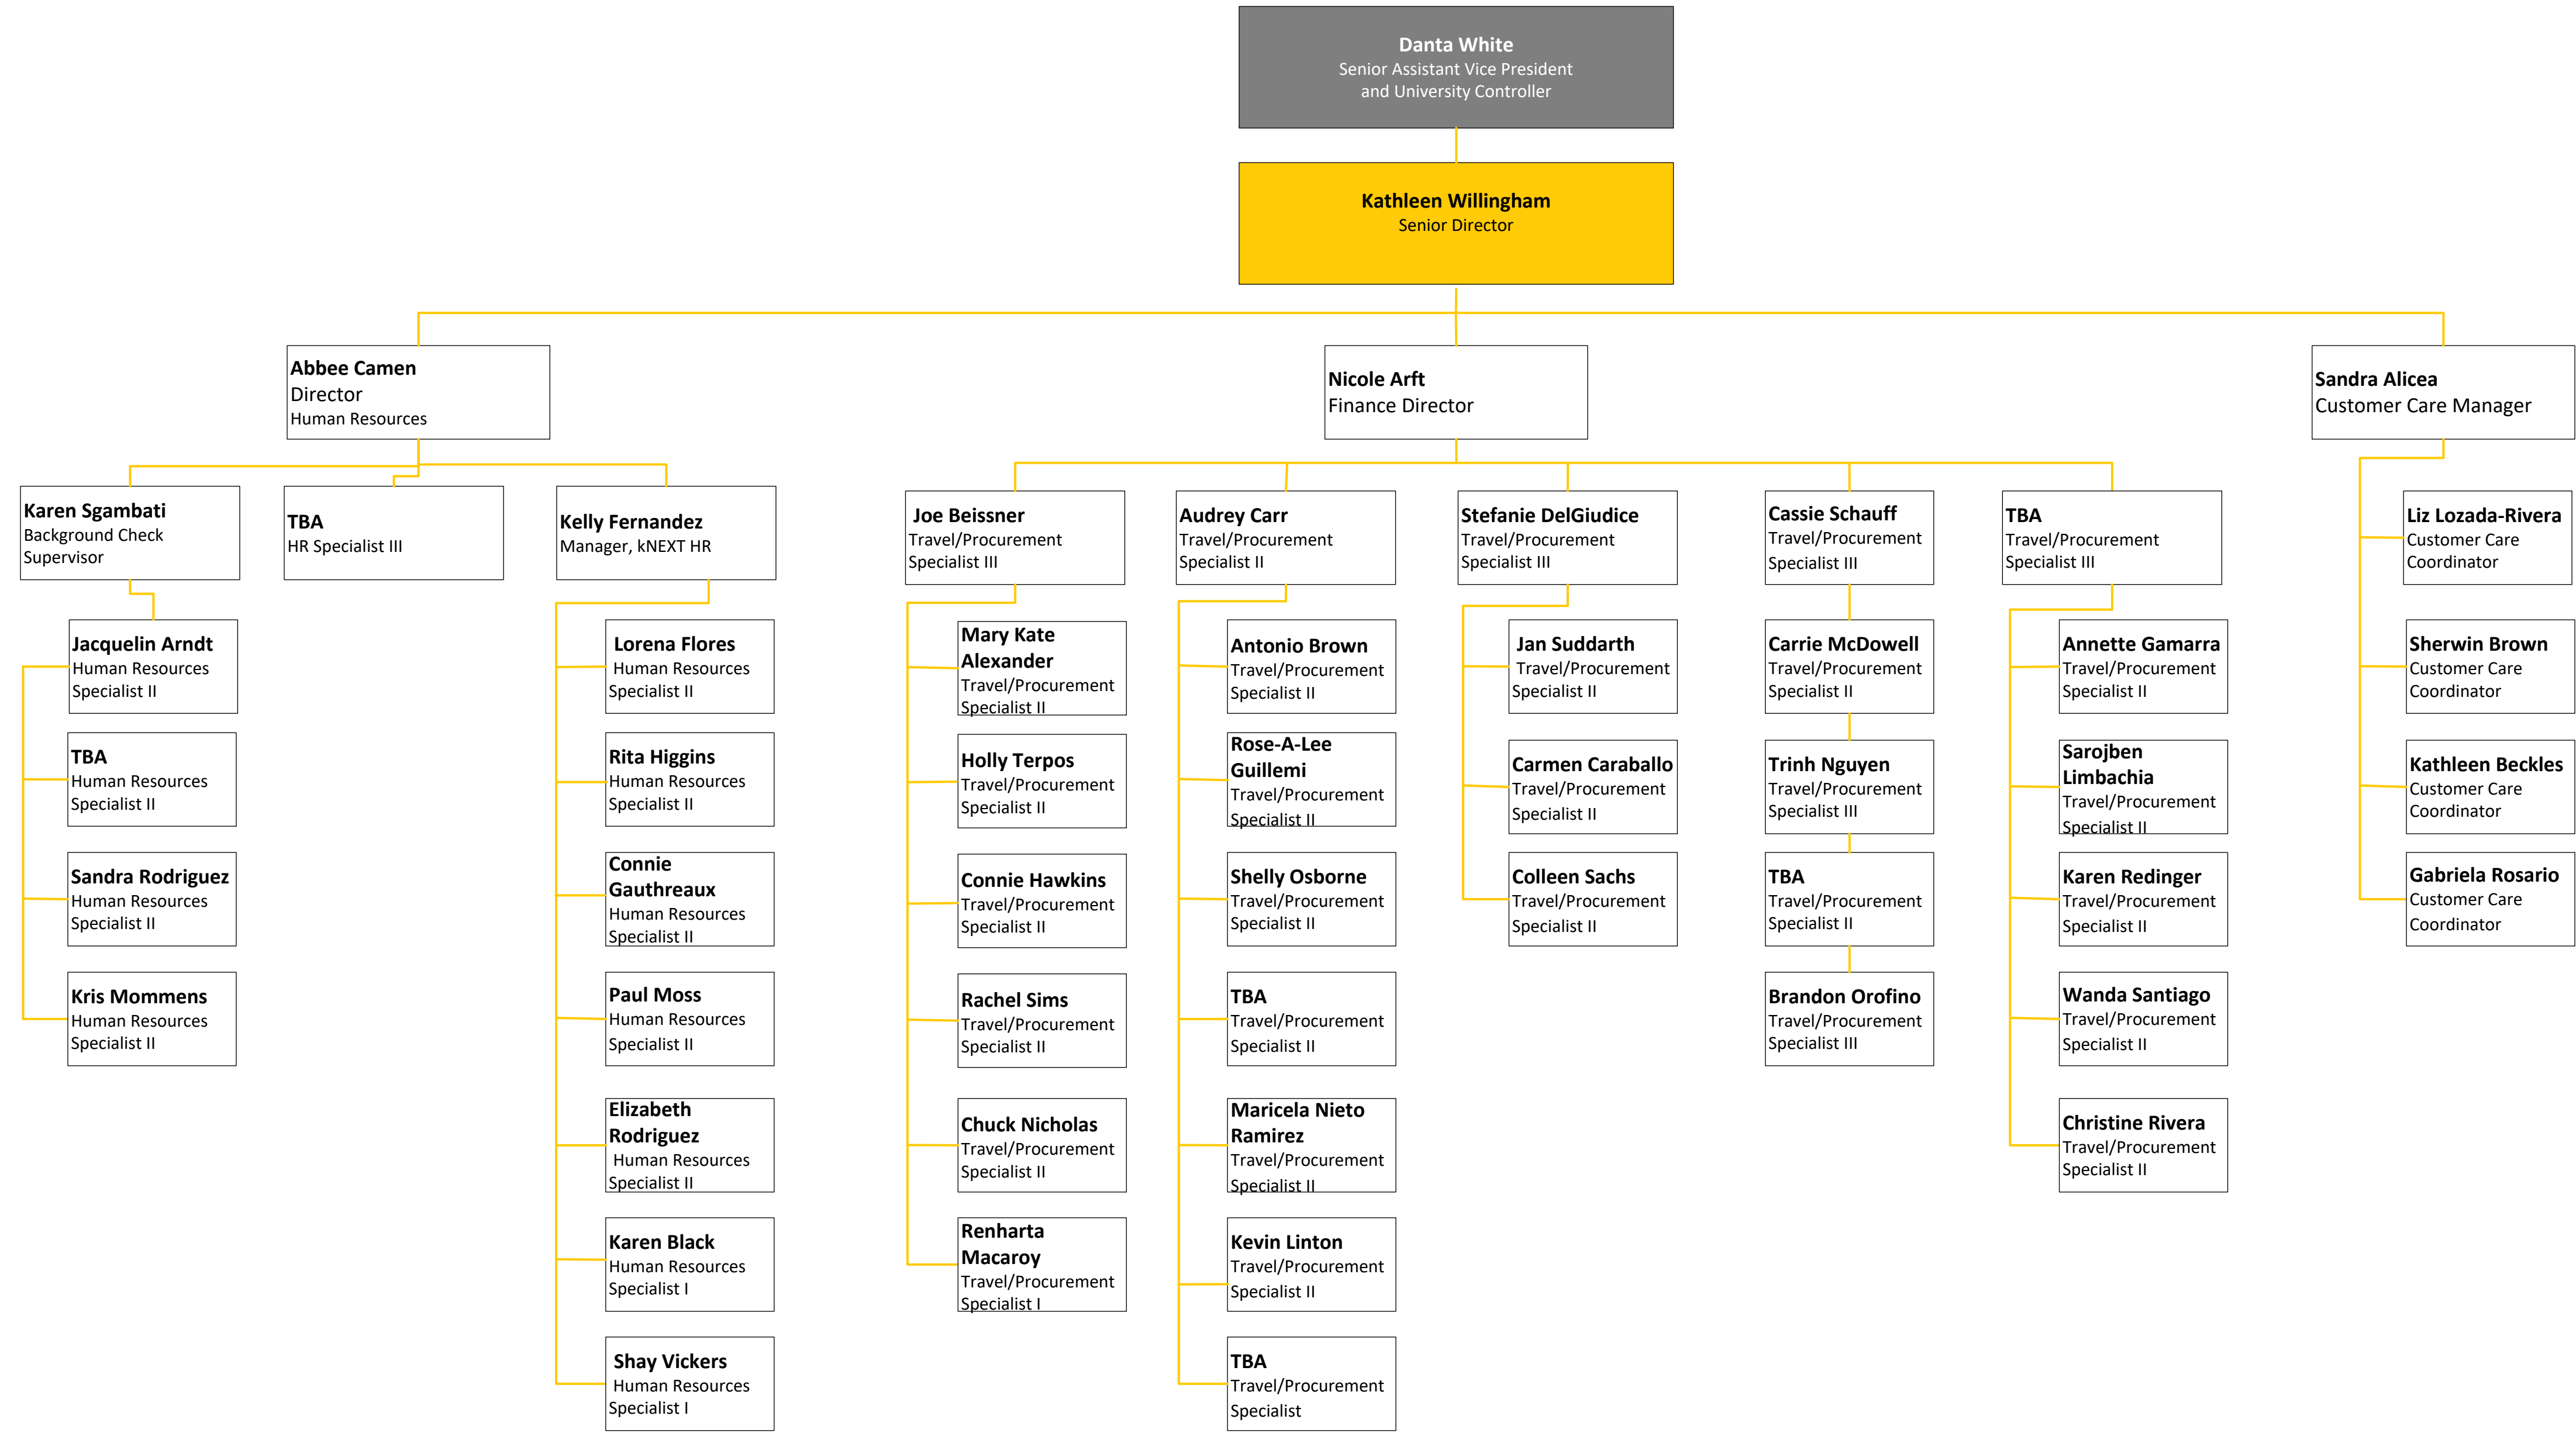 Danta White
Senior Assistant Vice President
and University Controller
Kathleen Willingham
Senior Director
Abbee Camen
Director
Human Resources
Nicole Arft
Finance Director
Sandra Alicea
Customer Care Manager
Karen Sgambati
Background Check
Supervisor
TBA
HR Specialist III
Kelly Fernandez
Manager, kNEXT HR
Joe Beissner
Travel/Procurement
Specialist III
Audrey Carr
Travel/Procurement
Specialist II
Stefanie DelGiudice
Travel/Procurement
Specialist III
Cassie Schauff
Travel/Procurement
Specialist III
TBA
Travel/Procurement
Specialist III
Liz Lozada-Rivera
Customer Care
Coordinator
Jacquelin Arndt
Human Resources
Specialist II
TBA
Human Resources
Specialist II
Sandra Rodriguez
Human Resources
Specialist II
Kris Mommens
Human Resources
Specialist II
Lorena Flores
Human Resources
Specialist II
Rita Higgins
Human Resources
Specialist II
Connie
Gauthreaux
Human Resources
Specialist II
Paul Moss
Human Resources
Specialist II
Elizabeth
Rodriguez
Human Resources
Specialist II
Karen Black
Human Resources
Specialist I
Shay Vickers
Human Resources
Specialist I
Mary Kate
Alexander
Travel/Procurement
Specialist II
Holly Terpos
Travel/Procurement
Specialist II
Connie Hawkins
Travel/Procurement
Specialist II
Rachel Sims
Travel/Procurement
Specialist II
Chuck Nicholas
Travel/Procurement
Specialist II
Renharta
Macaroy
Travel/Procurement
Specialist I
Antonio Brown
Travel/Procurement
Specialist II
Rose-A-Lee
Guillemi
Travel/Procurement
Specialist II
Shelly Osborne
Travel/Procurement
Specialist II
TBA
Travel/Procurement
Specialist II
Maricela Nieto
Ramirez
Travel/Procurement
Specialist II
Kevin Linton
Travel/Procurement
Specialist II
TBA
Travel/Procurement
Specialist
Jan Suddarth
Travel/Procurement
Specialist II
Carmen Caraballo
Travel/Procurement
Specialist II
Colleen Sachs
Travel/Procurement
Specialist II
Carrie McDowell
Travel/Procurement
Specialist II
Trinh Nguyen
Travel/Procurement
Specialist III
TBA
Travel/Procurement
Specialist II
Brandon Orofino
Travel/Procurement
Specialist III
Annette Gamarra
Travel/Procurement
Specialist II
Sarojben
Limbachia
Travel/Procurement
Specialist II
Karen Redinger
Travel/Procurement
Specialist II
Wanda Santiago
Travel/Procurement
Specialist II
Christine Rivera
Travel/Procurement
Specialist II
Sherwin Brown
Customer Care
Coordinator
Kathleen Beckles
Customer Care
Coordinator
Gabriela Rosario
Customer Care
Coordinator